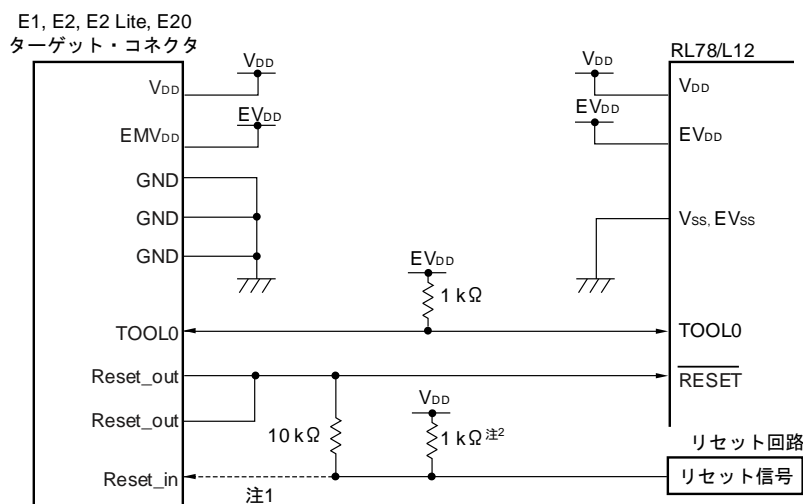 E1, E2, E2 Lite, E20
ターゲット・コネクタ
RL78/L12
VDD
VDD
VDD
VDD
EVDD
EVDD
EMVDD
EVDD
GND
GND
VSS, EVSS
GND
EVDD
1 kΩ
TOOL0
TOOL0
Reset_out
RESET
Reset_out
VDD
10 kΩ
1 kΩ注2
リセット回路
Reset_in
リセット信号
注1